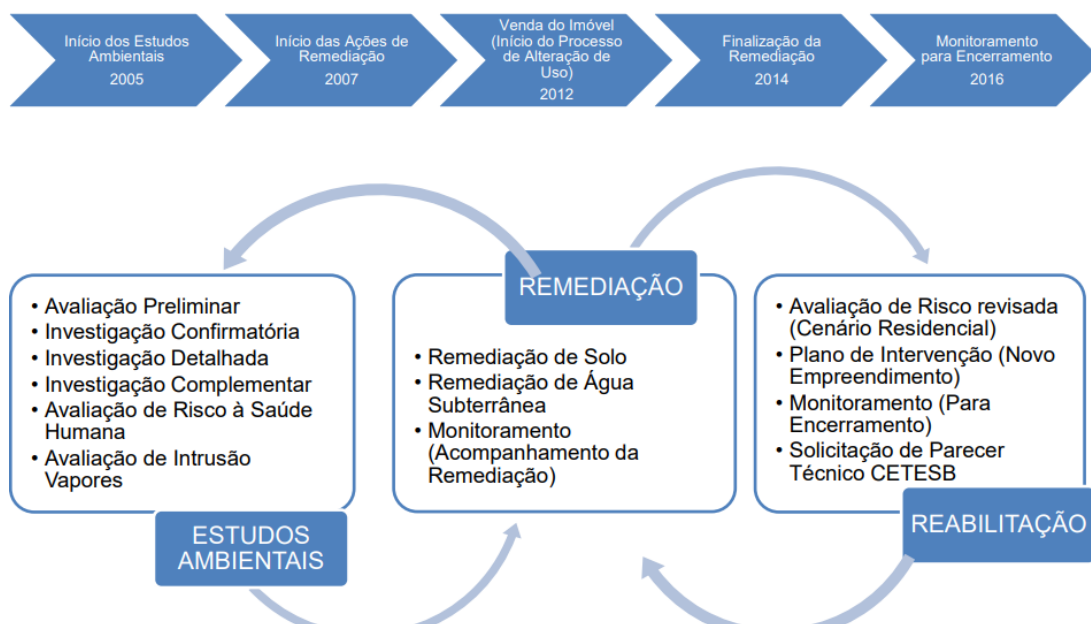 Início dos Estudos
Ambientais
2005
Início das Ações de
Remediação
2007
Venda do Imóvel
(Início do Processo
de Alteração de
Uso)
2012
Finalização da
Remediação
2014
Monitoramento
para Encerramento
2016
• Avaliação Preliminar
• Investigação Confirmatória
• Investigação Detalhada
• Investigação Complementar
• Avaliação de Risco à Saúde
Humana
• Avaliação de Intrusão
Vapores
ESTUDOS
AMBIENTAIS
REMEDIAÇÃO
• Remediação de Solo
• Remediação de Água
Subterrânea
• Monitoramento
(Acompanhamento da
Remediação)
• Avaliação de Risco revisada
(Cenário Residencial)
• Plano de Intervenção (Novo
Empreendimento)
• Monitoramento (Para
Encerramento)
• Solicitação de Parecer
Técnico CETESB
REABILITAÇÃO